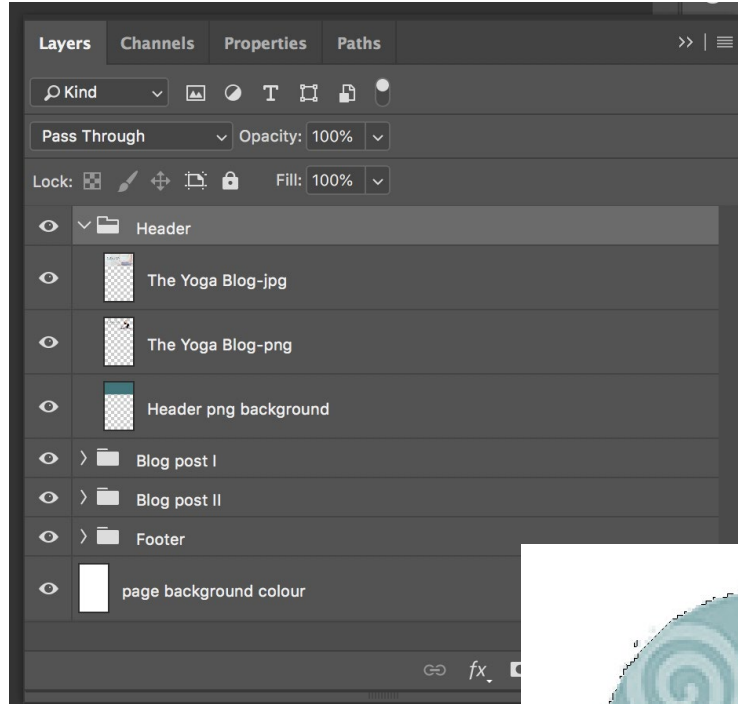 Layers Channels Properties Paths
Kind
Pass Through Opacity: 100%
Lock: Fill: 100%
Header
The Yoga Blog-jpg
The Yoga Blog-png
Header png background
Blog post I
Blog post II
Footer
page background colour
fx